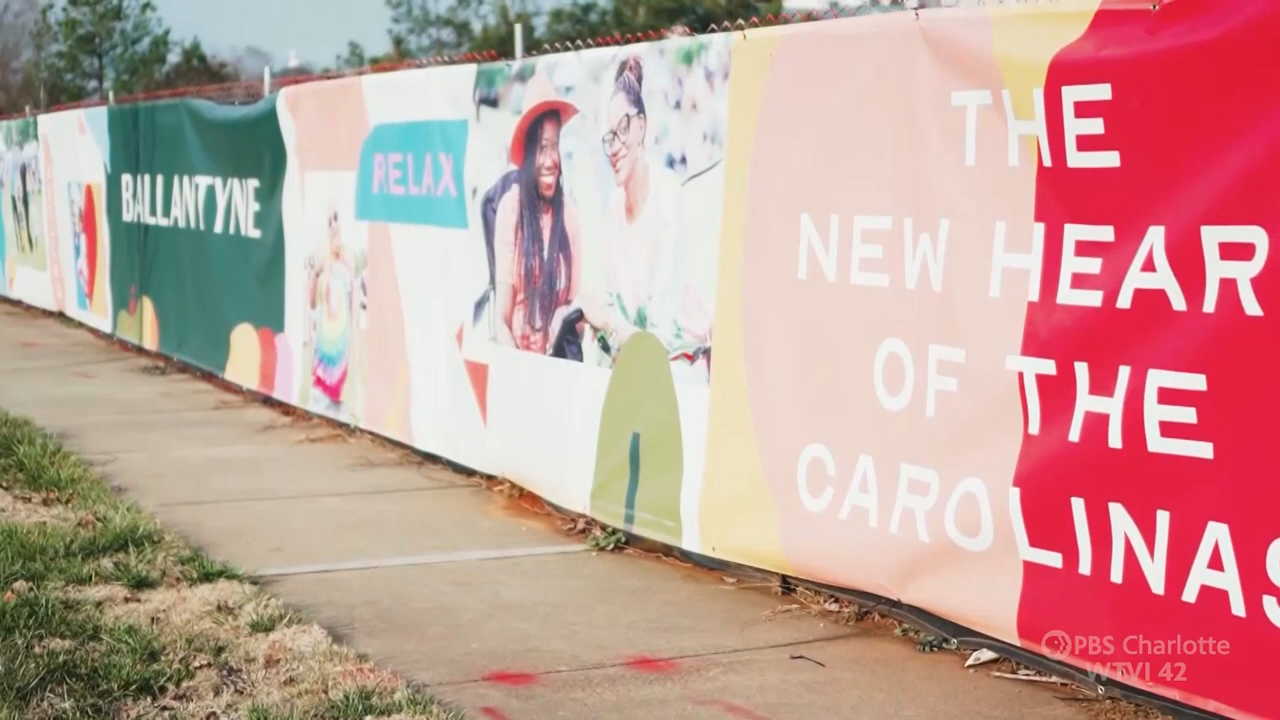 BALLANTYNE
RELAX
THE
NEW HEAR
OF THE
CAROLINAS
PBS Charlotte
WTVI 42